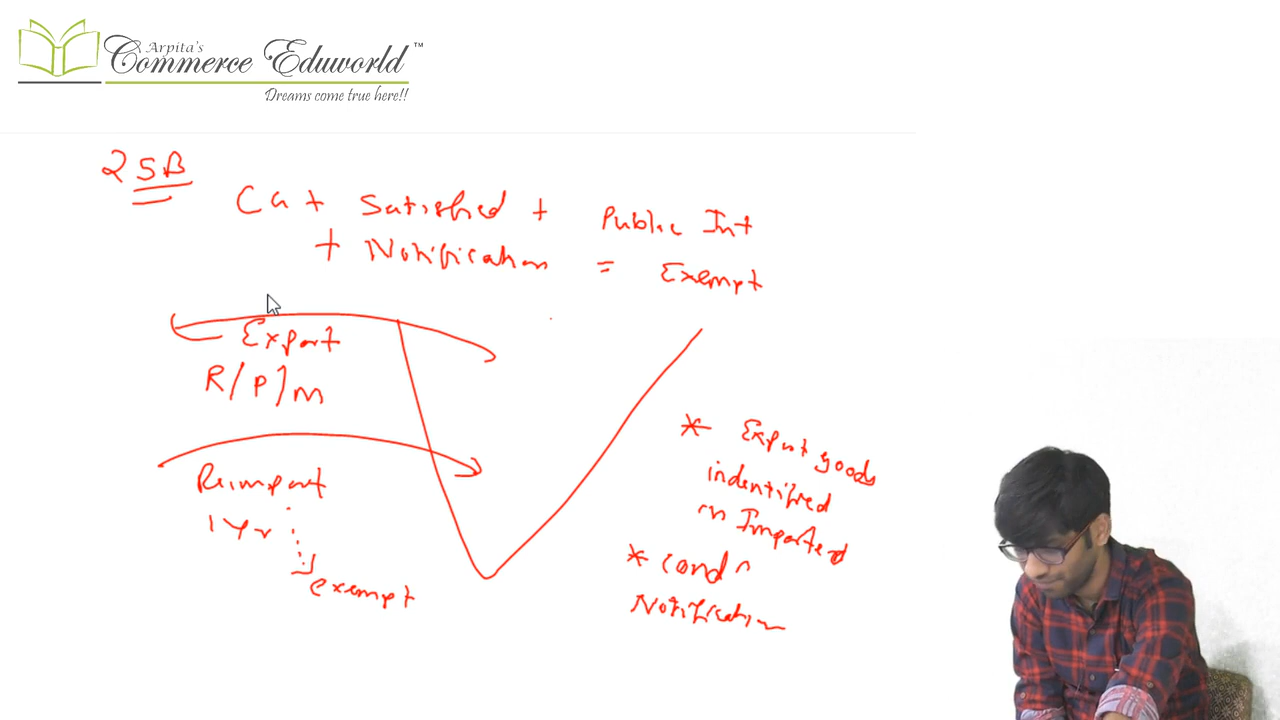 Arpita's
Commerce Eduworld™
Dreams come true here!!
25B
CG + Satisfied + Public Int
+ Notification = Exempt
Export
R/P/m
Reimport
1 Yr
exempt
* Export goods
indentified
in Imported
* cond n
Notification